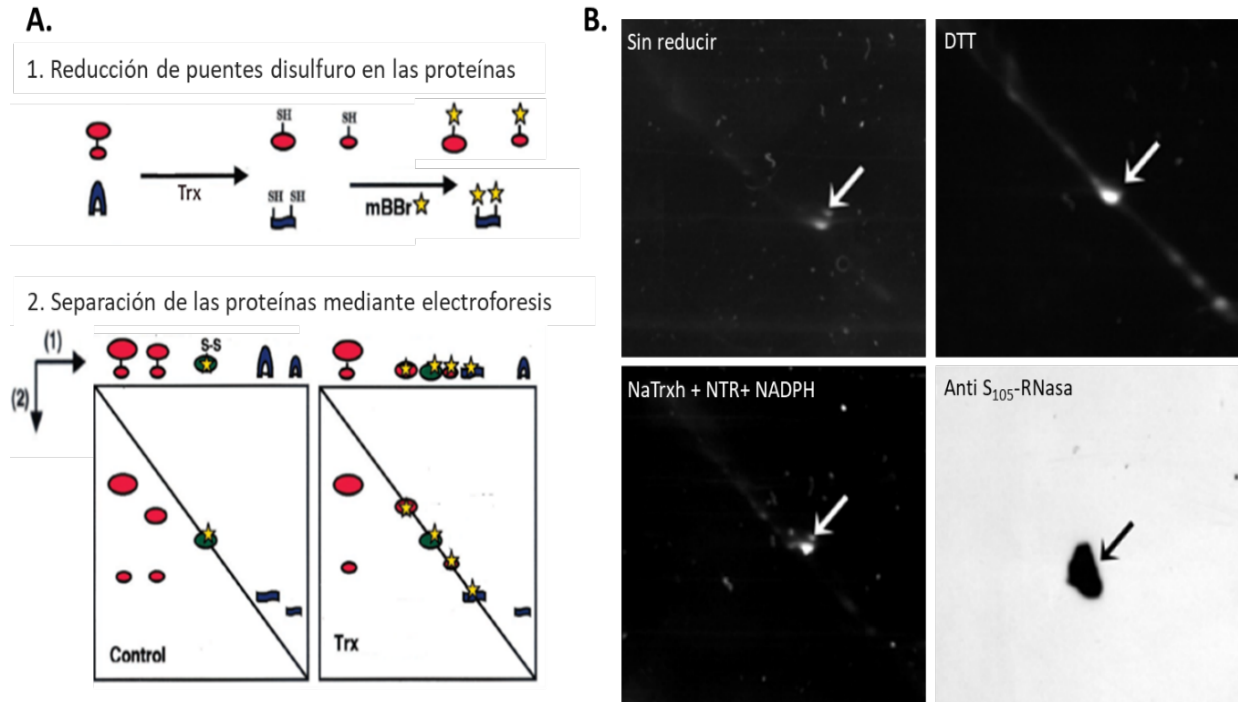 A.
1. Reducción de puentes disulfuro en las proteínas
SH
SH
Trx
SH SH
mBBr
2. Separación de las proteínas mediante electroforesis
(1)
(2)
S-S
Control
Trx
B.
Sin reducir
DTT
NaTrxh + NTR+ NADPH
Anti S₁₀₅-RNasa